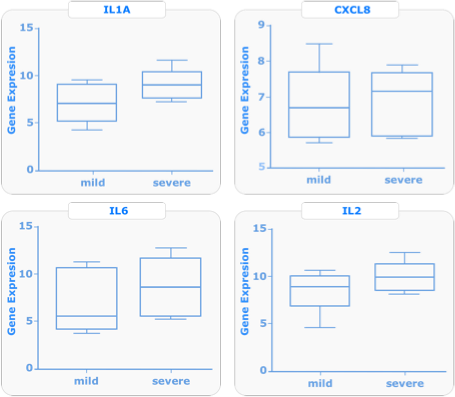 IL1A
Gene Expresion
15
10
5
0
mild severe
CXCL8
Gene Expresion
9
8
7
6
5
mild severe
IL6
Gene Expresion
15
10
5
0
mild severe
IL2
Gene Expresion
15
10
5
0
mild severe